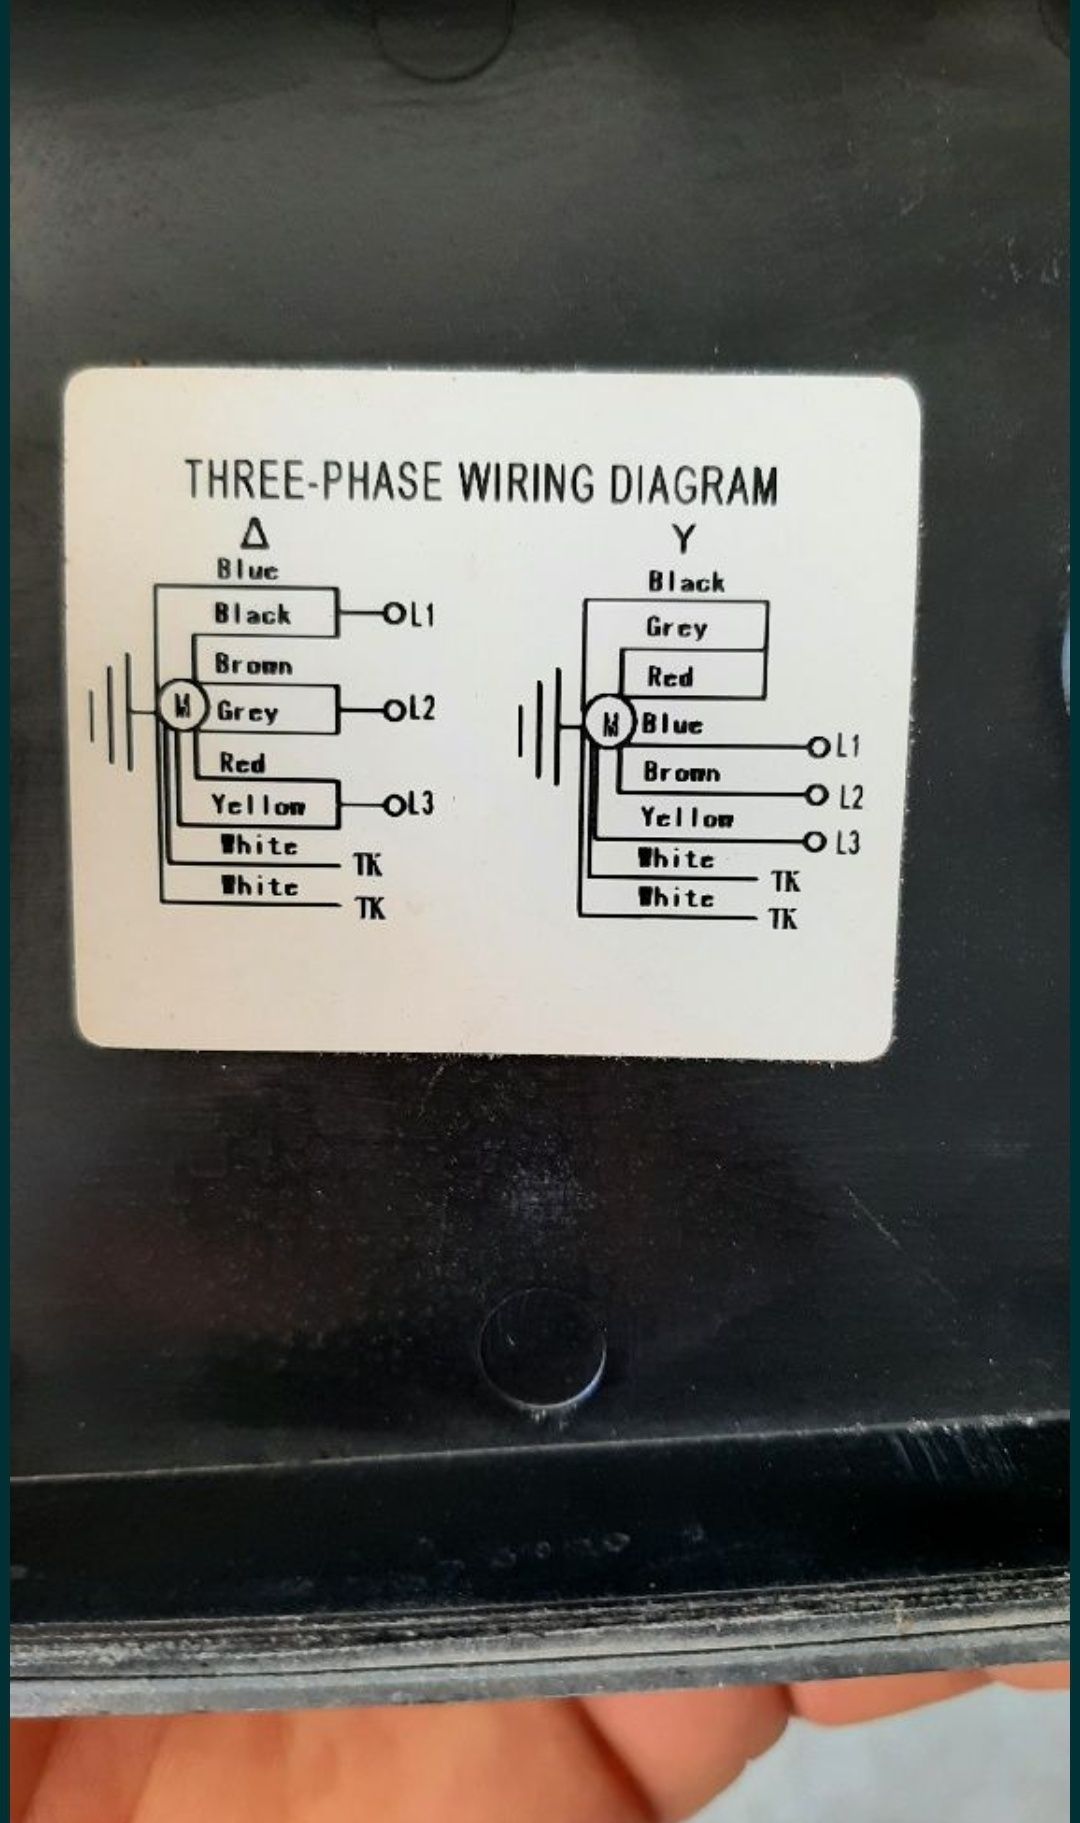 THREE-PHASE WIRING DIAGRAM
Δ
Blue
Black
L1
Brown
M
Grey
L2
Red
Yellow
L3
White
TK
White
TK
Y
Black
Grey
Red
M
Blue
L1
Brown
L2
Yellow
L3
White
TK
White
TK